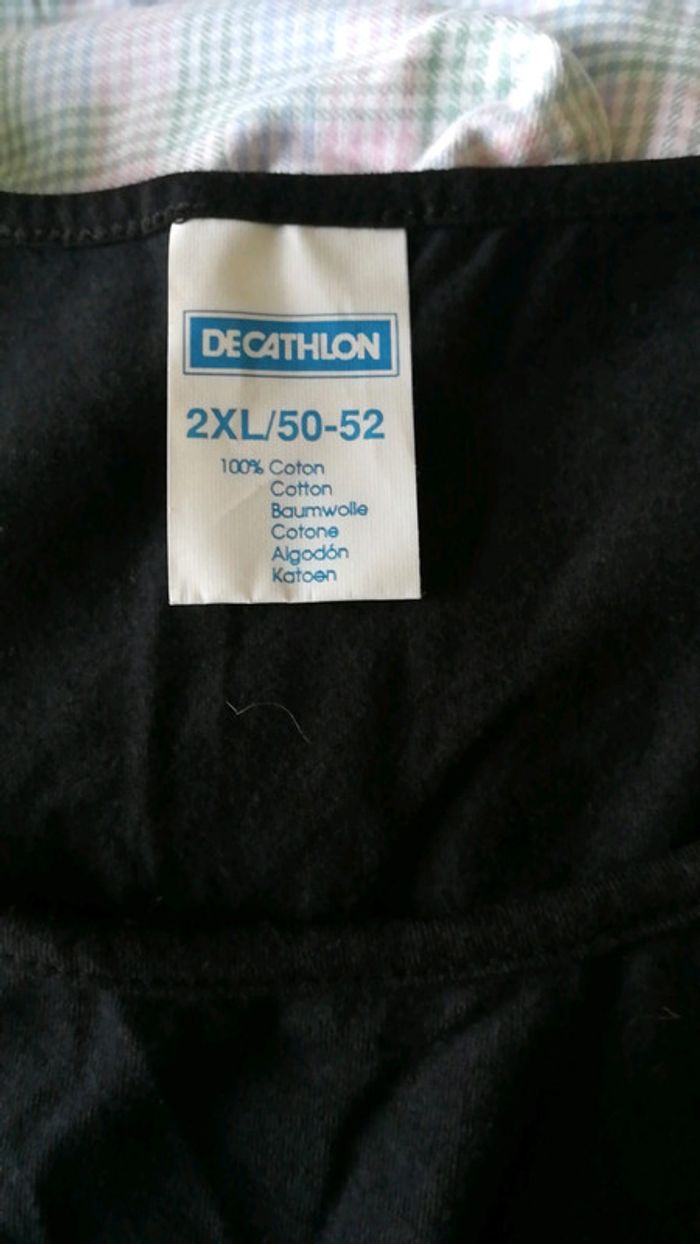 DECATHLON
2XL/50-52
100% Coton
Cotton
Baumwolle
Cotone
Algodón
Katoen